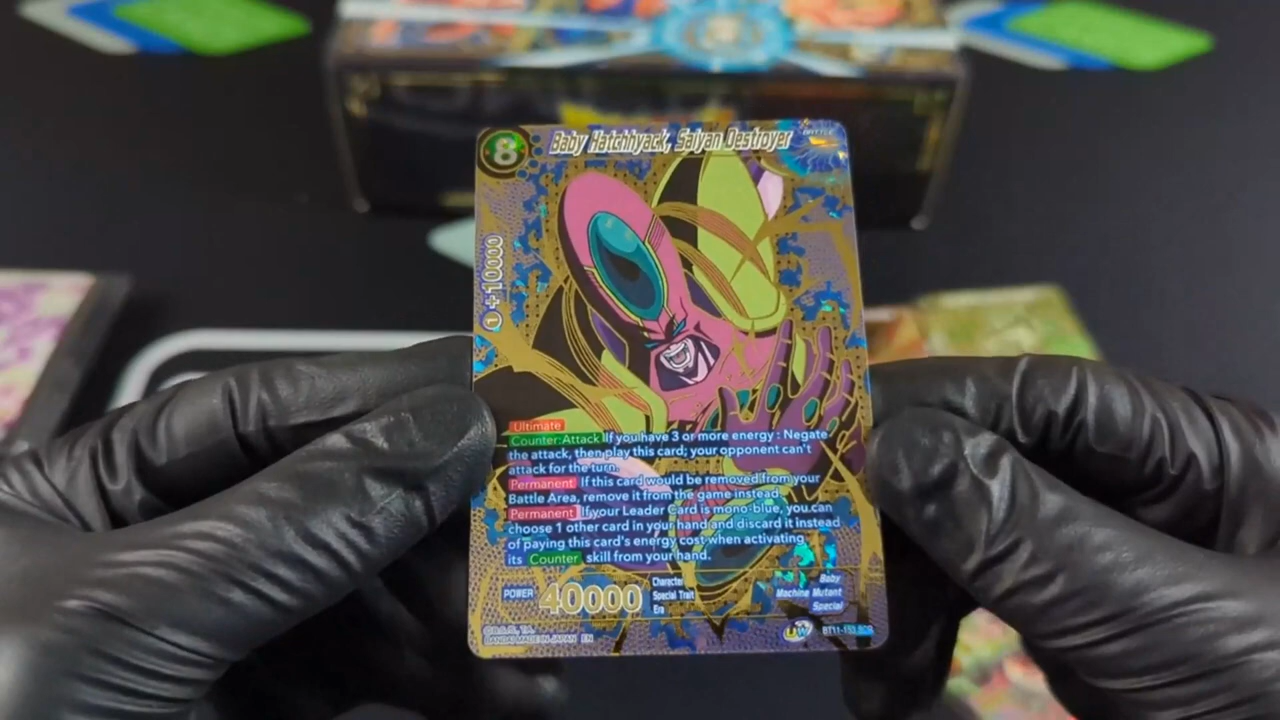 8
Baby Hatchhyack, Saiyan Destroyer
BATTLE
1 +10000
Ultimate
Counter:Attack If you have 3 or more energy : Negate
the attack, then play this card; your opponent can't
attack for the turn.
Permanent If this card would be removed from your
Battle Area, remove it from the game instead.
Permanent If your Leader Card is mono-blue, you can
choose 1 other card in your hand and discard it instead
of paying this card's energy cost when activating
its Counter skill from your hand.
POWER 40000
Character Baby
Special Trait Machine Mutant
Era Special
BANDAI MADE IN JAPAN EN
UW BT11-153 SCR